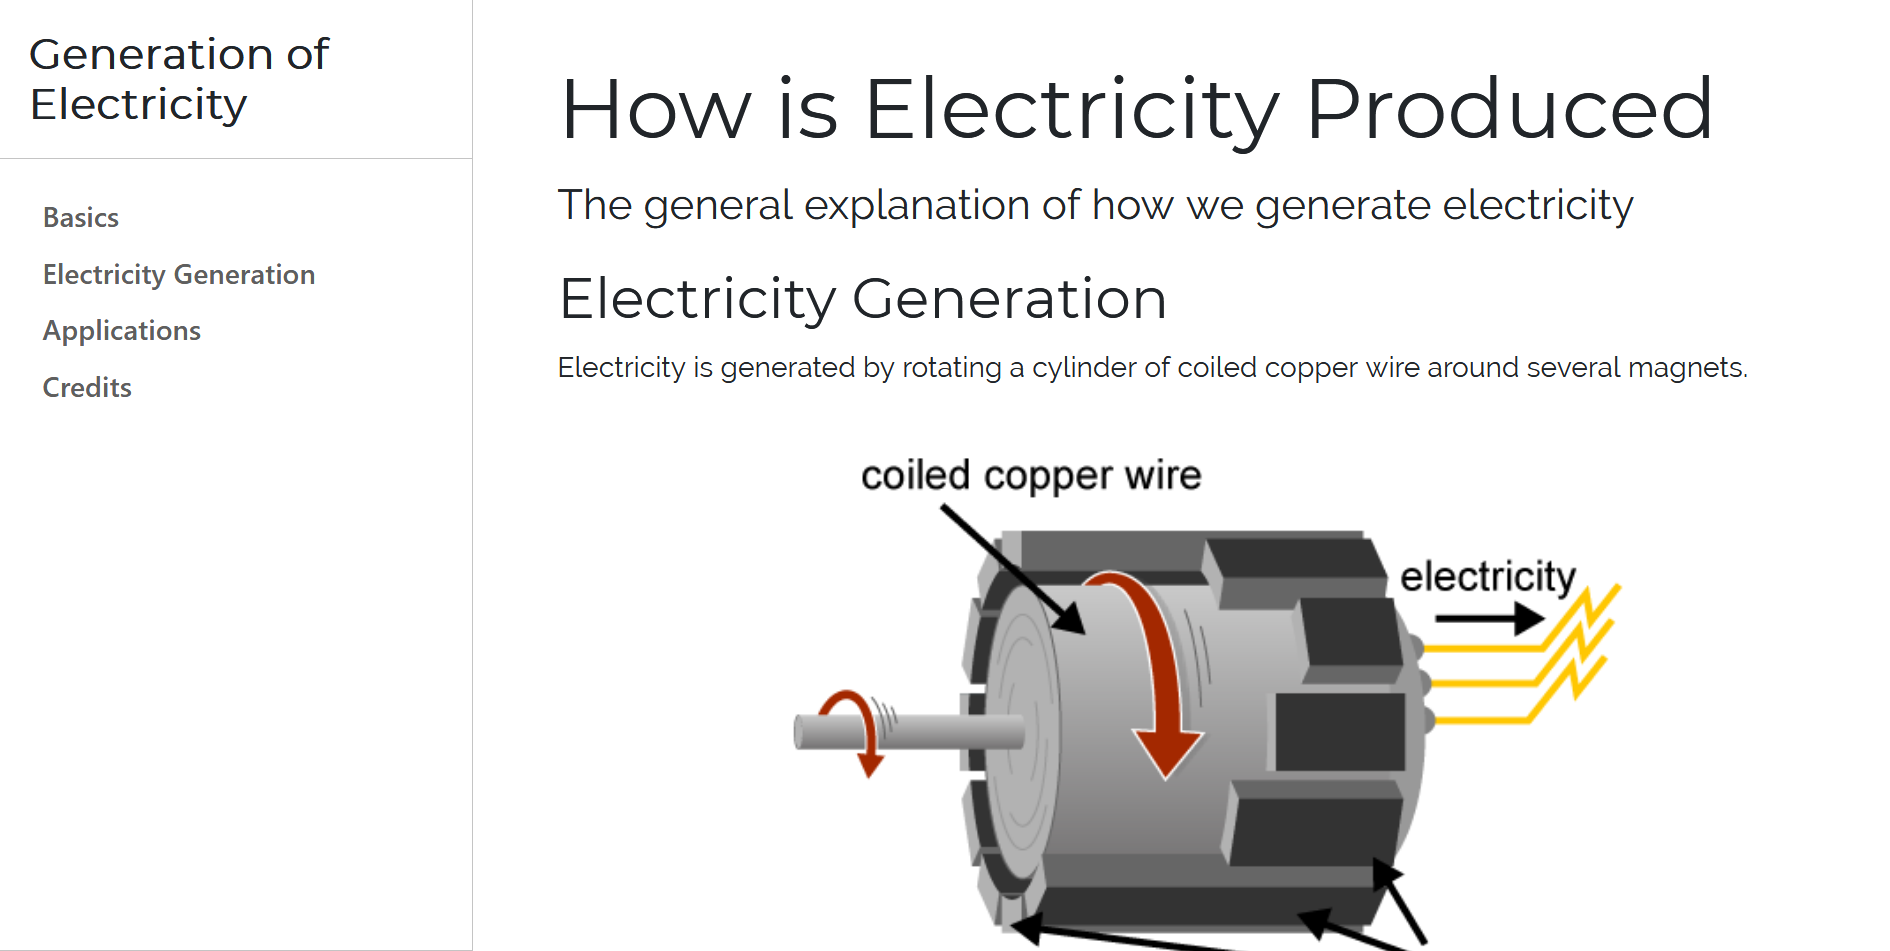 Generation of
Electricity
Basics
Electricity Generation
Applications
Credits
How is Electricity Produced
The general explanation of how we generate electricity
Electricity Generation
Electricity is generated by rotating a cylinder of coiled copper wire around several magnets.
coiled copper wire
electricity